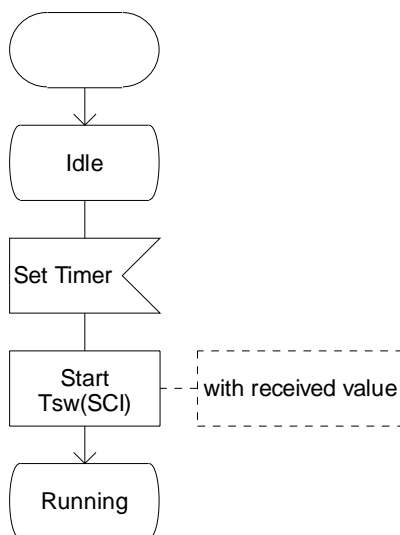 Idle
Set Timer
Start
Tsw(SCI)
with received value
Running